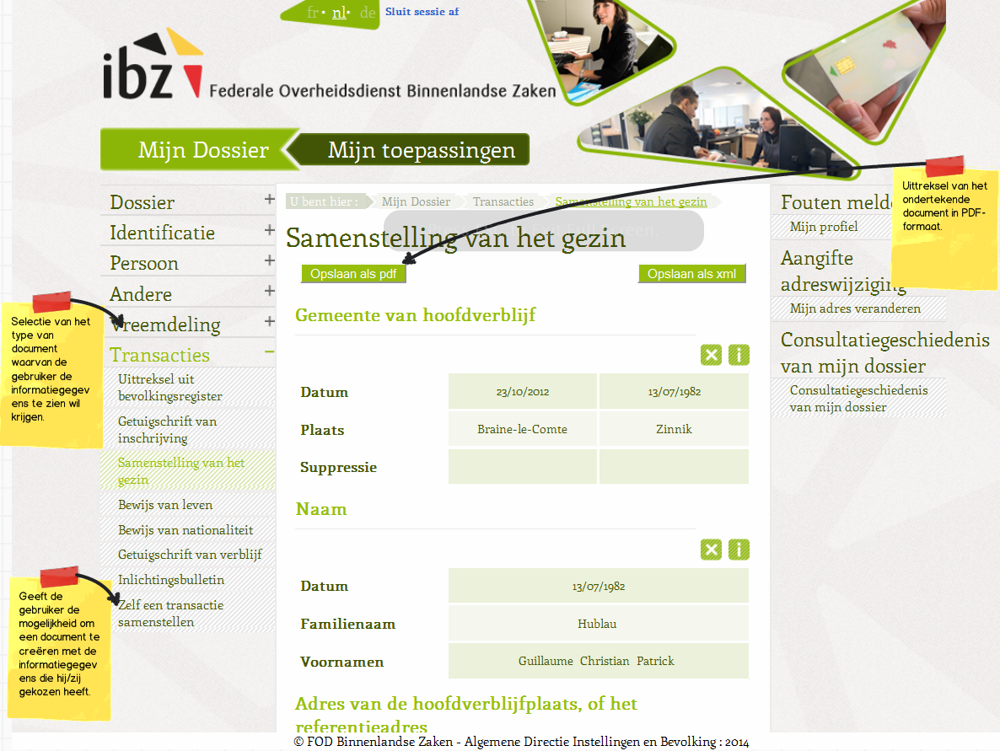 fr • nl • de Sluit sessie af
ibz Federale Overheidsdienst Binnenlandse Zaken
Mijn Dossier Mijn toepassingen
Dossier +
Identificatie +
Persoon +
Andere +
Vreemdeling +
Transacties −
Uittreksel uit
bevolkingsregister
Getuigschrift van
inschrijving
Samenstelling van het
gezin
Bewijs van leven
Bewijs van nationaliteit
Getuigschrift van verblijf
Inlichtingsbulletin
Zelf een transactie
samenstellen
Selectie van het
type van
document
waarvan de
gebruiker de
informatiegegev
ens te zien wil
krijgen.
Geeft de
gebruiker de
mogelijkheid om
een document te
creëren met de
informatiegegev
ens die hij/zij
gekozen heeft.
U bent hier : Mijn Dossier Transacties Samenstelling van het gezin
Samenstelling van het gezin
Opslaan als pdf Opslaan als xml
Gemeente van hoofdverblijf
Datum 23/10/2012 13/07/1982
Plaats Braine-le-Comte Zinnik
Suppressie
Naam
Datum 13/07/1982
Familienaam Hublau
Voornamen Guillaume Christian Patrick
Adres van de hoofdverblijfplaats, of het
referentieadres
Fouten meld
Mijn profiel
Aangifte
adreswijziging
Mijn adres veranderen
Consultatiegeschiedenis
van mijn dossier
Consultatiegeschiedenis
van mijn dossier
Uittreksel van het
ondertekende
document in PDF-
formaat.
© FOD Binnenlandse Zaken - Algemene Directie Instellingen en Bevolking : 2014